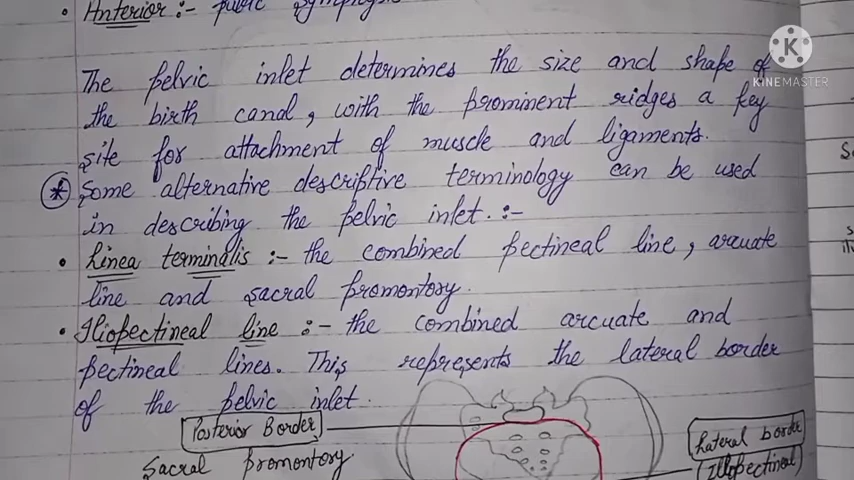 • Anterior :- pubic symphysis
The pelvic inlet determines the size and shape of
the birth canal, with the prominent ridges a key
site for attachment of muscle and ligaments.
* Some alternative descriptive terminology can be used
in describing the pelvic inlet. :-
• Linea terminalis :- the combined pectineal line, arcuate
line and sacral promontory.
• Iliopectineal line :- the combined arcuate and
pectineal lines. This represents the lateral border
of the pelvic inlet.
Posterior Border
Sacral promontory
Lateral border
(Iliopectineal
K
KINEMASTER